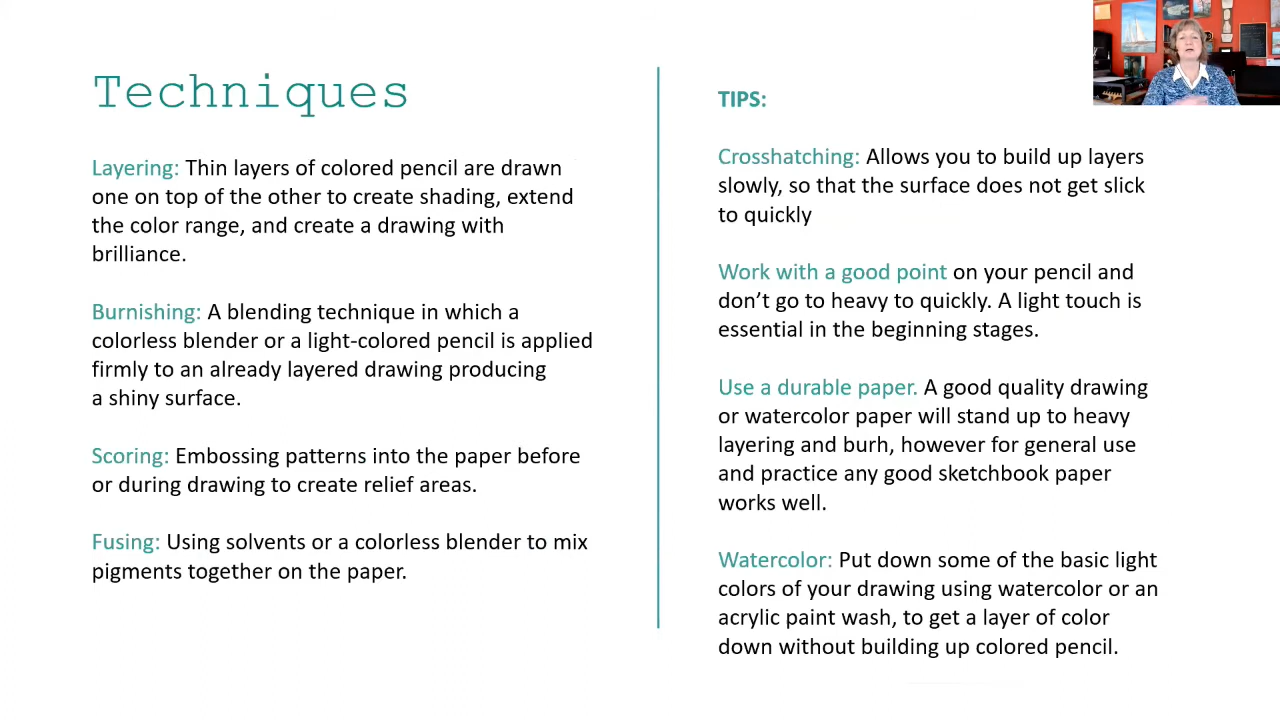 Techniques
Layering: Thin layers of colored pencil are drawn
one on top of the other to create shading, extend
the color range, and create a drawing with
brilliance.
Burnishing: A blending technique in which a
colorless blender or a light-colored pencil is applied
firmly to an already layered drawing producing
a shiny surface.
Scoring: Embossing patterns into the paper before
or during drawing to create relief areas.
Fusing: Using solvents or a colorless blender to mix
pigments together on the paper.
TIPS:
Crosshatching: Allows you to build up layers
slowly, so that the surface does not get slick
to quickly
Work with a good point on your pencil and
don’t go to heavy to quickly. A light touch is
essential in the beginning stages.
Use a durable paper. A good quality drawing
or watercolor paper will stand up to heavy
layering and burh, however for general use
and practice any good sketchbook paper
works well.
Watercolor: Put down some of the basic light
colors of your drawing using watercolor or an
acrylic paint wash, to get a layer of color
down without building up colored pencil.